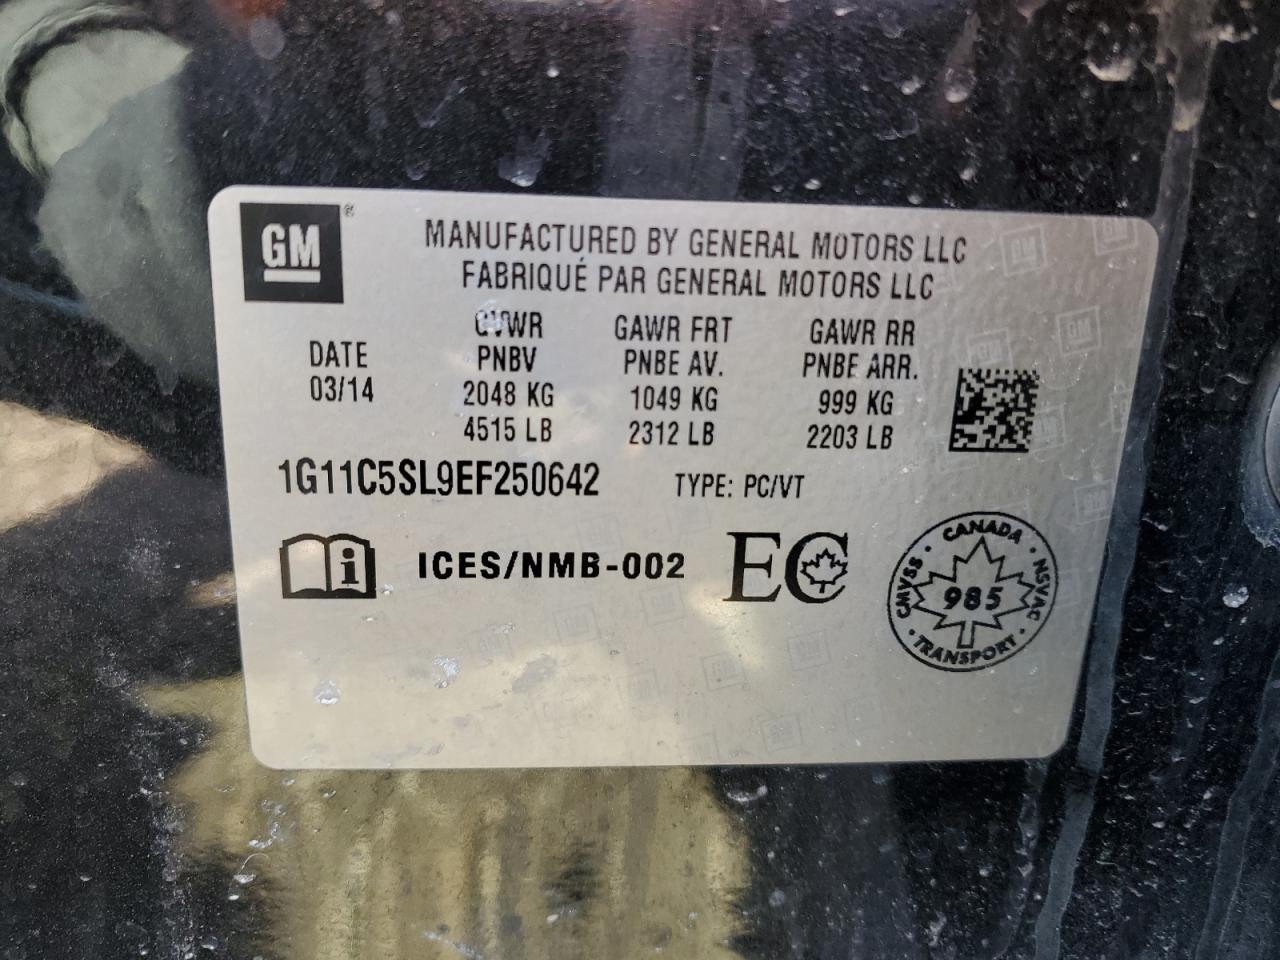 GM®
MANUFACTURED BY GENERAL MOTORS LLC
FABRIQUÉ PAR GENERAL MOTORS LLC
DATE
03/14
GVWR
PNBV
2048 KG
4515 LB
GAWR FRT
PNBE AV.
1049 KG
2312 LB
GAWR RR
PNBE ARR.
999 KG
2203 LB
1G11C5SL9EF250642 TYPE: PC/VT
i ICES/NMB-002 EC
CANADA
CMVSS • NSVAC
985
TRANSPORT